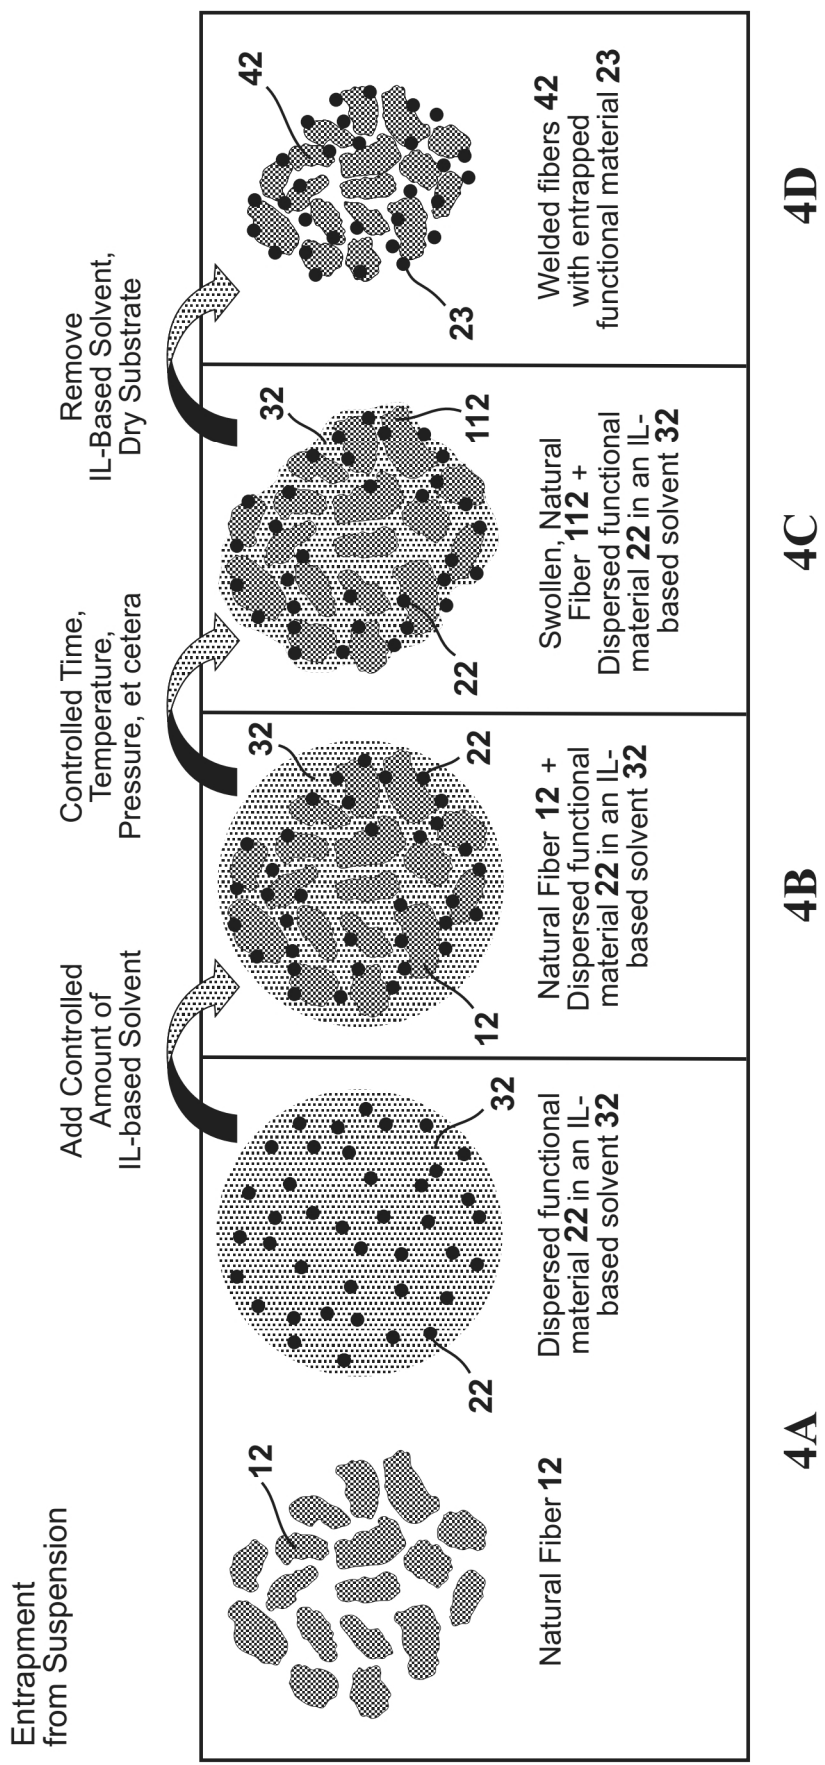 Entrapment
from Suspension
Add Controlled
Amount of
IL-based Solvent
Controlled Time,
Temperature,
Pressure, et cetera
Remove
IL-Based Solvent,
Dry Substrate
12
Natural Fiber 12
22
32
Dispersed functional
material 22 in an IL-
based solvent 32
12
32
22
Natural Fiber 12 +
Dispersed functional
material 22 in an IL-
based solvent 32
22
32
112
Swollen, Natural
Fiber 112 +
Dispersed functional
material 22 in an IL-
based solvent 32
23
42
Welded fibers 42
with entrapped
functional material 23
4A
4B
4C
4D